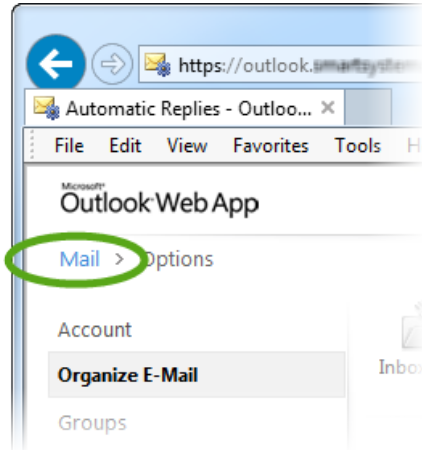 https://outlook.
Automatic Replies - Outloo... ×
File Edit View Favorites Tools H
Microsoft®
Outlook Web App
Mail > Options
Account
Inbo
Organize E-Mail
Groups